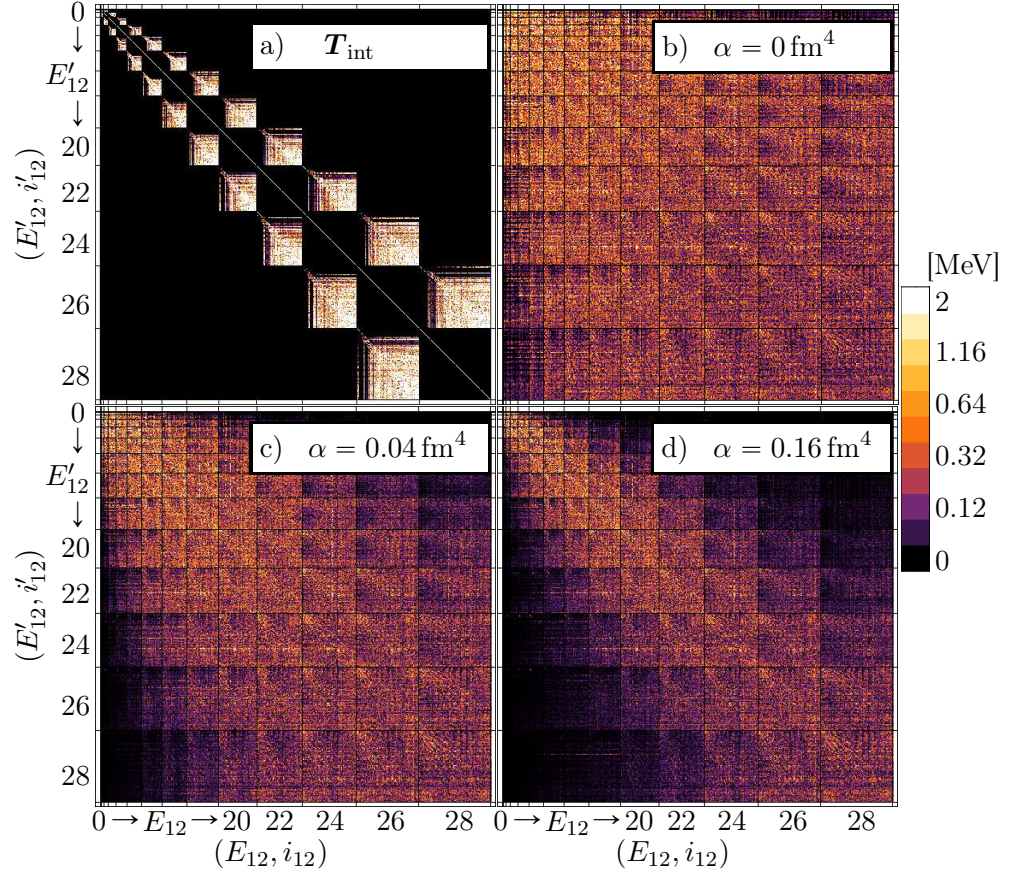 0
↓
E′12
↓
20
22
24
26
28
(E′12, i′12)
a) Tint
b) α = 0 fm⁴
[MeV]
2
1.16
0.64
0.32
0.12
0
0
↓
E′12
↓
20
22
24
26
28
(E′12, i′12)
c) α = 0.04 fm⁴
d) α = 0.16 fm⁴
0 → E12 → 20 22 24 26 28
(E12, i12)
0 → E12 → 20 22 24 26 28
(E12, i12)